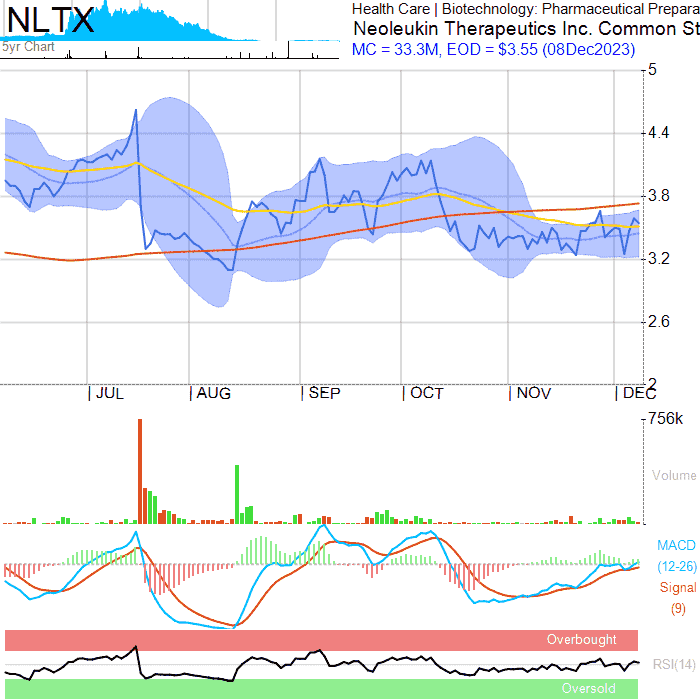 NLTX
5yr Chart
Health Care | Biotechnology: Pharmaceutical Prepara
Neoleukin Therapeutics Inc. Common St
MC = 33.3M, EOD = $3.55 (08Dec2023)
5
4.4
3.8
3.2
2.6
2
JUL AUG SEP OCT NOV DEC
756k
Volume
MACD
(12-26)
Signal
(9)
Overbought
RSI(14)
Oversold